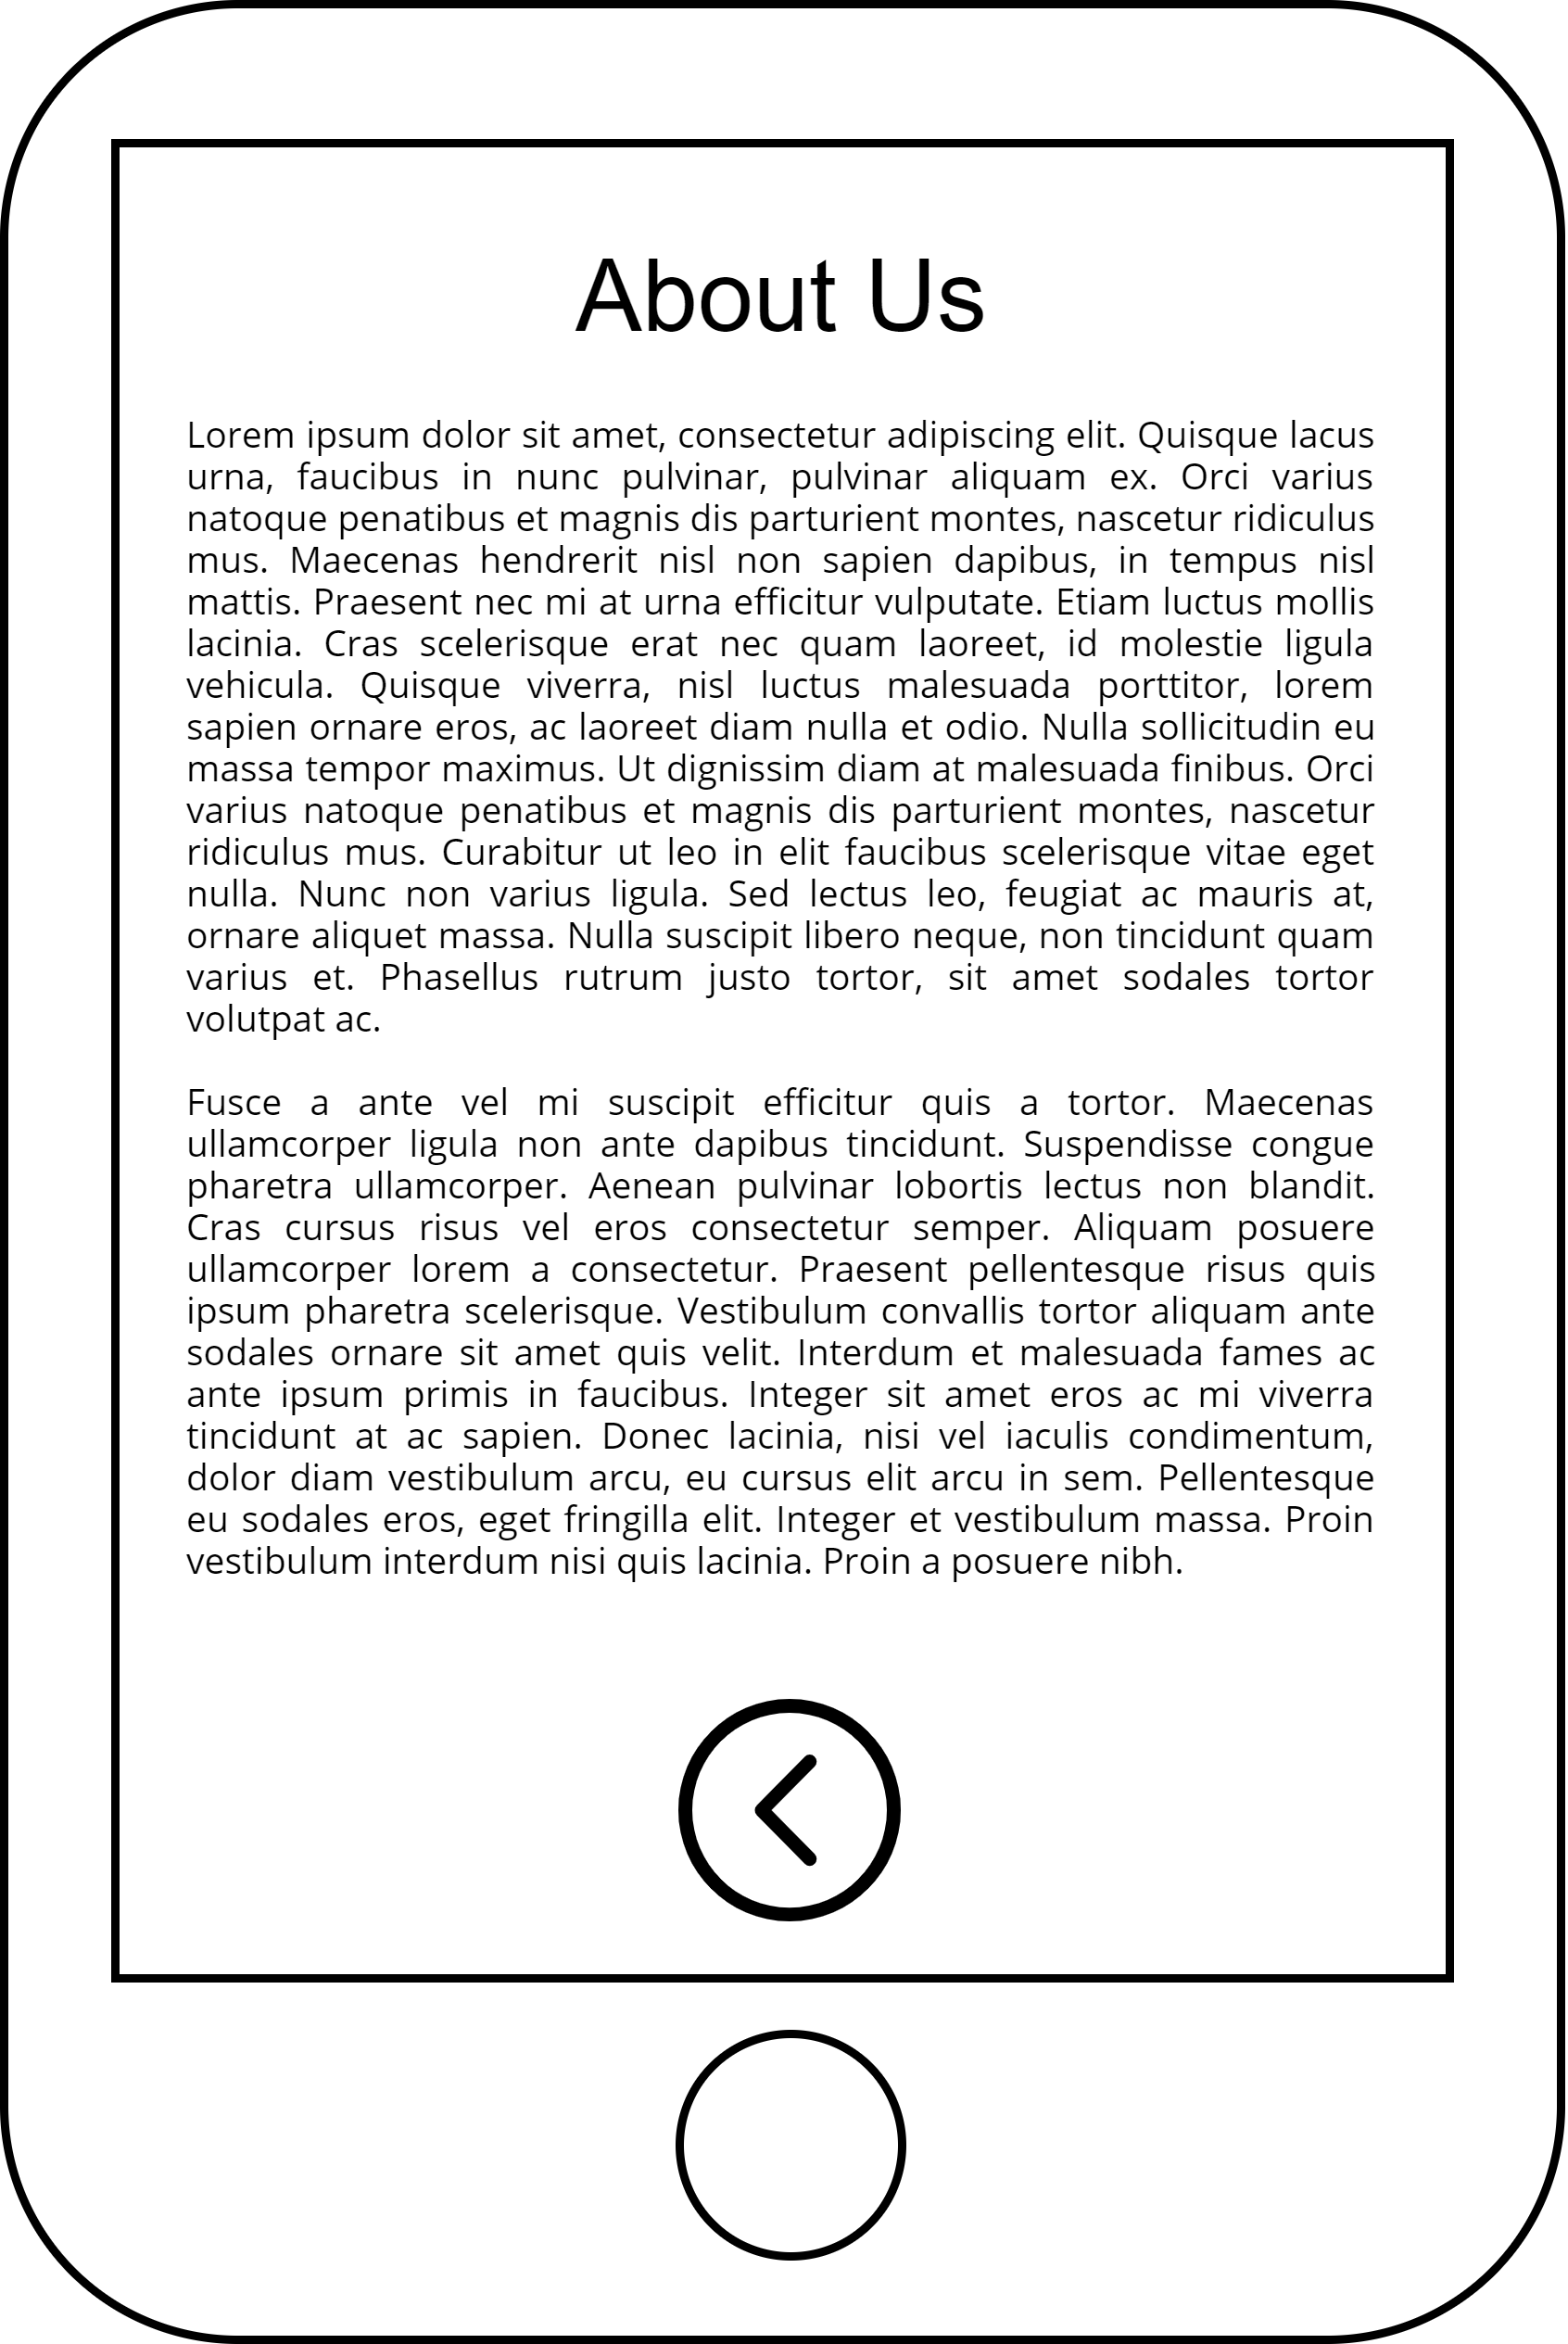 About Us
Lorem ipsum dolor sit amet, consectetur adipiscing elit. Quisque lacus
urna, faucibus in nunc pulvinar, pulvinar aliquam ex. Orci varius
natoque penatibus et magnis dis parturient montes, nascetur ridiculus
mus. Maecenas hendrerit nisl non sapien dapibus, in tempus nisl
mattis. Praesent nec mi at urna efficitur vulputate. Etiam luctus mollis
lacinia. Cras scelerisque erat nec quam laoreet, id molestie ligula
vehicula. Quisque viverra, nisl luctus malesuada porttitor, lorem
sapien ornare eros, ac laoreet diam nulla et odio. Nulla sollicitudin eu
massa tempor maximus. Ut dignissim diam at malesuada finibus. Orci
varius natoque penatibus et magnis dis parturient montes, nascetur
ridiculus mus. Curabitur ut leo in elit faucibus scelerisque vitae eget
nulla. Nunc non varius ligula. Sed lectus leo, feugiat ac mauris at,
ornare aliquet massa. Nulla suscipit libero neque, non tincidunt quam
varius et. Phasellus rutrum justo tortor, sit amet sodales tortor
volutpat ac.
Fusce a ante vel mi suscipit efficitur quis a tortor. Maecenas
ullamcorper ligula non ante dapibus tincidunt. Suspendisse congue
pharetra ullamcorper. Aenean pulvinar lobortis lectus non blandit.
Cras cursus risus vel eros consectetur semper. Aliquam posuere
ullamcorper lorem a consectetur. Praesent pellentesque risus quis
ipsum pharetra scelerisque. Vestibulum convallis tortor aliquam ante
sodales ornare sit amet quis velit. Interdum et malesuada fames ac
ante ipsum primis in faucibus. Integer sit amet eros ac mi viverra
tincidunt at ac sapien. Donec lacinia, nisi vel iaculis condimentum,
dolor diam vestibulum arcu, eu cursus elit arcu in sem. Pellentesque
eu sodales eros, eget fringilla elit. Integer et vestibulum massa. Proin
vestibulum interdum nisi quis lacinia. Proin a posuere nibh.